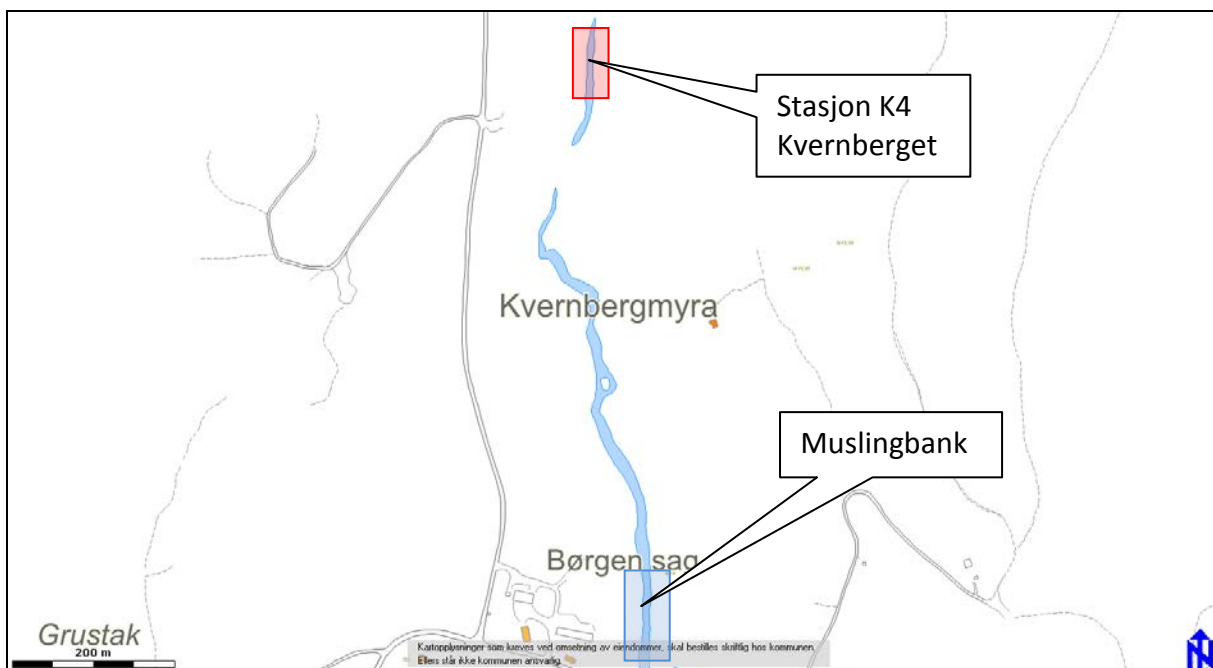 Stasjon K4
Kvernberget
Kvernbergmyra
Muslingbank
Børgen sag
Grustak
200 m
Kartopplysninger som kreves ved omsetning av eiendommer, skal bestilles skriftlig hos kommunen.
Ellers står ikke kommunen ansvarlig.
N